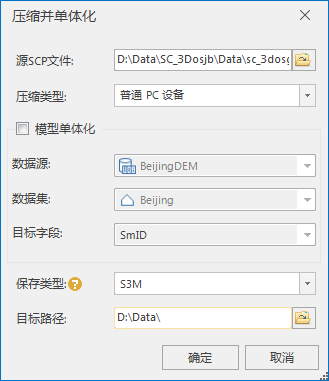 压缩并单体化
源SCP文件: D:\Data\SC_3Dosjb\Data\sc_3dosg
压缩类型: 普通 PC 设备
模型单体化
数据源: BeijingDEM
数据集: Beijing
目标字段: SmID
保存类型: ? S3M
目标路径: D:\Data\
确定 取消